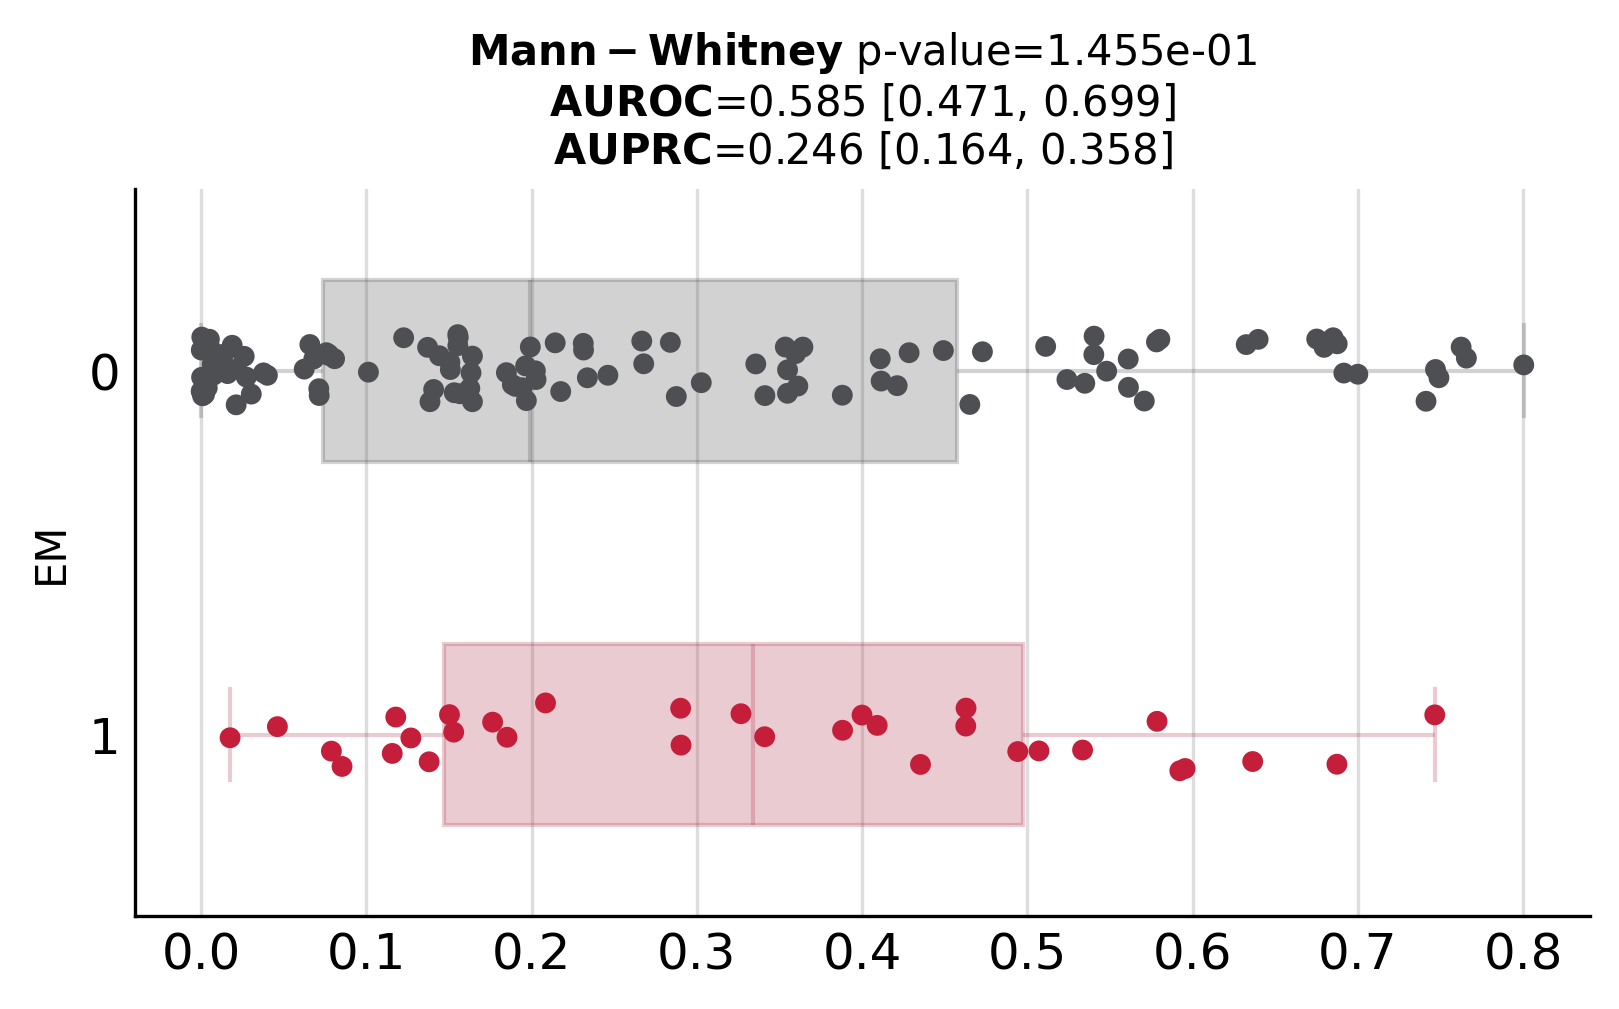 Mann – Whitney p-value=1.455e-01
AUROC=0.585 [0.471, 0.699]
AUPRC=0.246 [0.164, 0.358]
0
EM
1
0.0 0.1 0.2 0.3 0.4 0.5 0.6 0.7 0.8